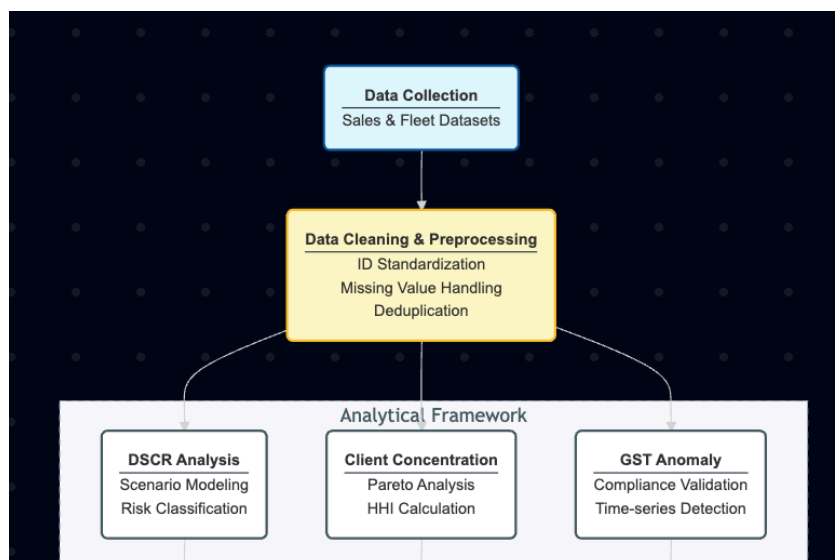 Data Collection
Sales & Fleet Datasets
Data Cleaning & Preprocessing
ID Standardization
Missing Value Handling
Deduplication
Analytical Framework
DSCR Analysis
Scenario Modeling
Risk Classification
Client Concentration
Pareto Analysis
HHI Calculation
GST Anomaly
Compliance Validation
Time-series Detection